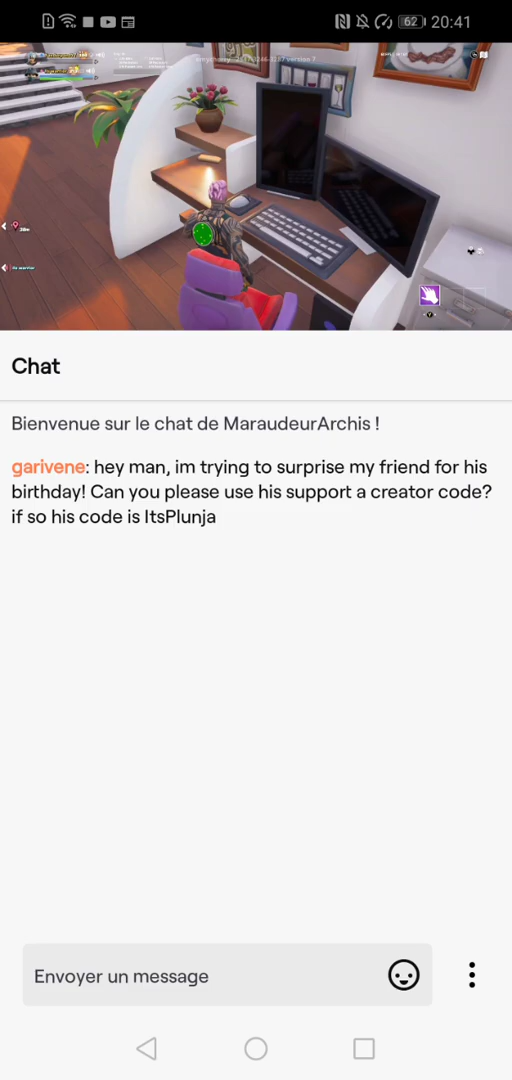 62 20:41
Chat
Bienvenue sur le chat de MaraudeurArchis !
garivene: hey man, im trying to surprise my friend for his
birthday! Can you please use his support a creator code?
if so his code is ItsPlunja
Envoyer un message